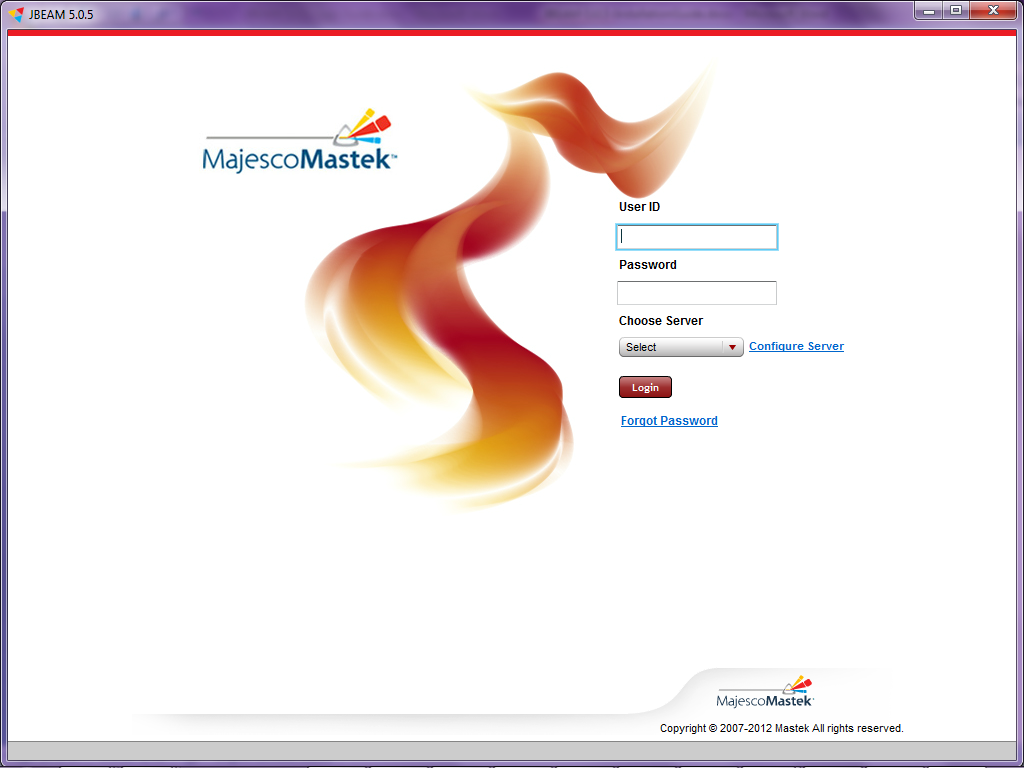 JBEAM 5.0.5
MajescoMastek™
User ID
Password
Choose Server
Select
Configure Server
Login
Forgot Password
MajescoMastek
Copyright © 2007-2012 Mastek All rights reserved.